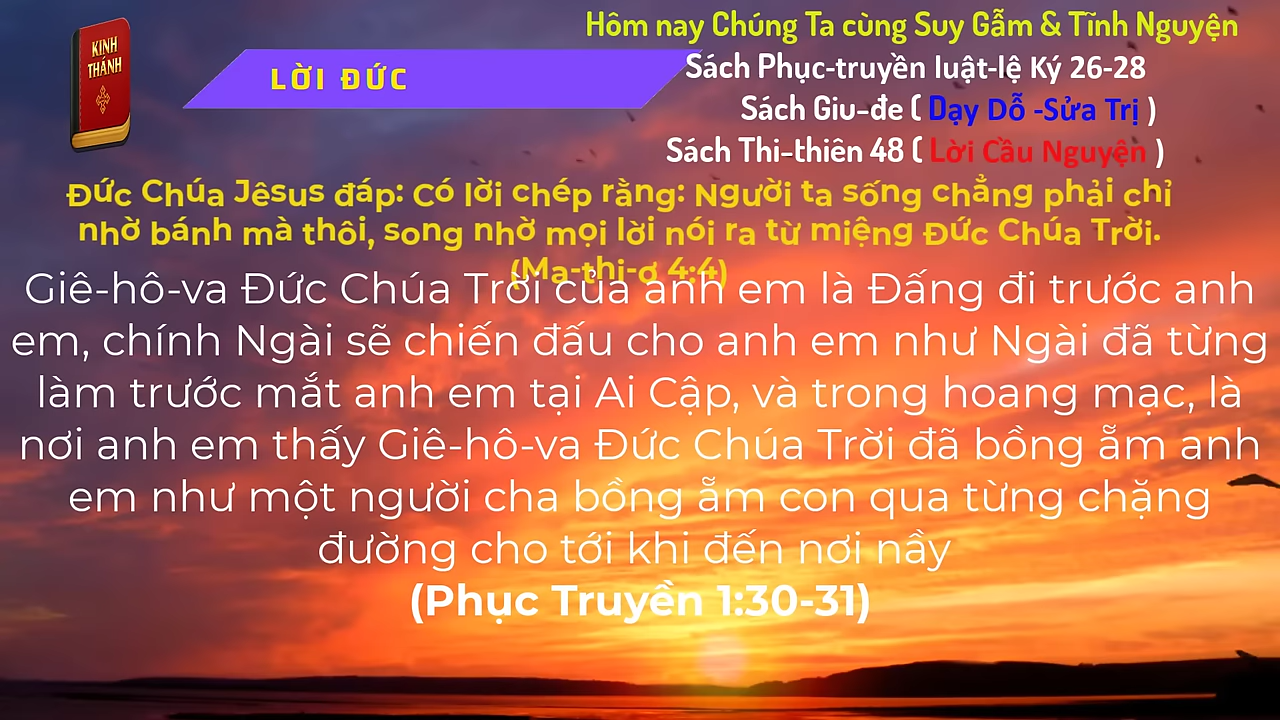 KINH
THÁNH
LỜI ĐỨC
Hôm nay Chúng Ta cùng Suy Gẫm & Tĩnh Nguyện
Sách Phục-truyền luật-lệ Ký 26-28
Sách Giu-đe ( Dạy Dỗ -Sửa Trị )
Sách Thi-thiên 48 ( Lời Cầu Nguyện )
Đức Chúa Jêsus đáp: Có lời chép rằng: Người ta sống chẳng phải chỉ
nhờ bánh mà thôi, song nhờ mọi lời nói ra từ miệng Đức Chúa Trời.
(Ma-thi-ơ 4:4)
Giê-hô-va Đức Chúa Trời của anh em là Đấng đi trước anh
em, chính Ngài sẽ chiến đấu cho anh em như Ngài đã từng
làm trước mắt anh em tại Ai Cập, và trong hoang mạc, là
nơi anh em thấy Giê-hô-va Đức Chúa Trời đã bồng ẵm anh
em như một người cha bồng ẵm con qua từng chặng
đường cho tới khi đến nơi nầy
(Phục Truyền 1:30-31)